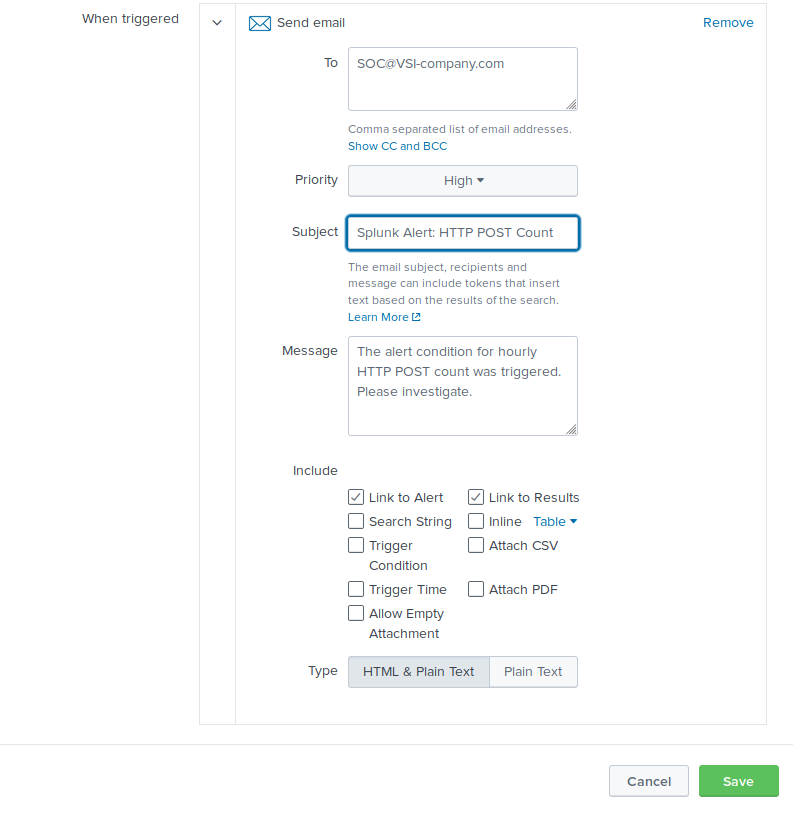 When triggered
Send email
Remove
To
SOC@VSI-company.com
Comma separated list of email addresses.
Show CC and BCC
Priority
High
Subject
Splunk Alert: HTTP POST Count
The email subject, recipients and
message can include tokens that insert
text based on the results of the search.
Learn More
Message
The alert condition for hourly
HTTP POST count was triggered.
Please investigate.
Include
Link to Alert
Link to Results
Search String
Inline Table
Trigger
Condition
Attach CSV
Trigger Time
Attach PDF
Allow Empty
Attachment
Type
HTML & Plain Text
Plain Text
Cancel
Save